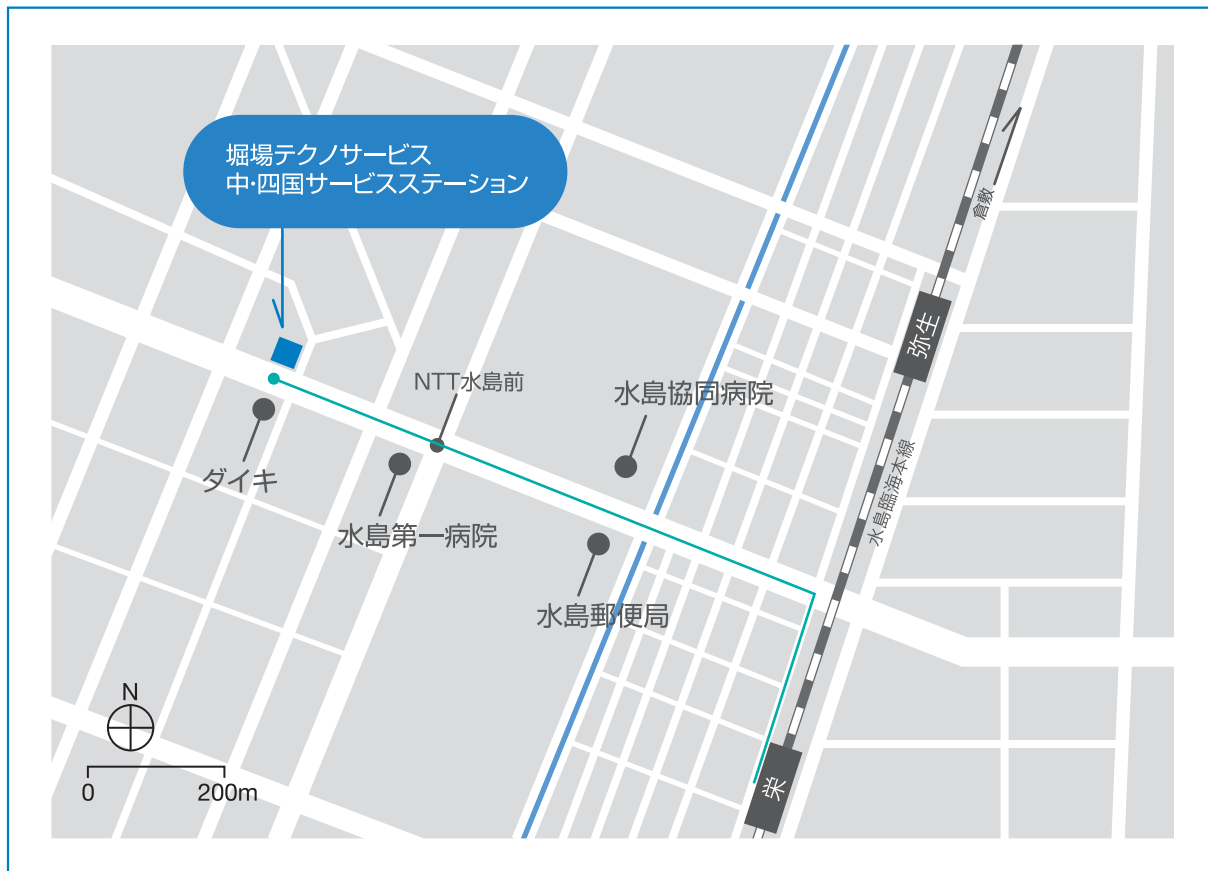 堀場テクノサービス
中・四国サービスステーション
倉敷
弥生
NTT水島前
水島協同病院
ダイキ
水島臨海本線
水島第一病院
水島郵便局
N
0
200m
栄